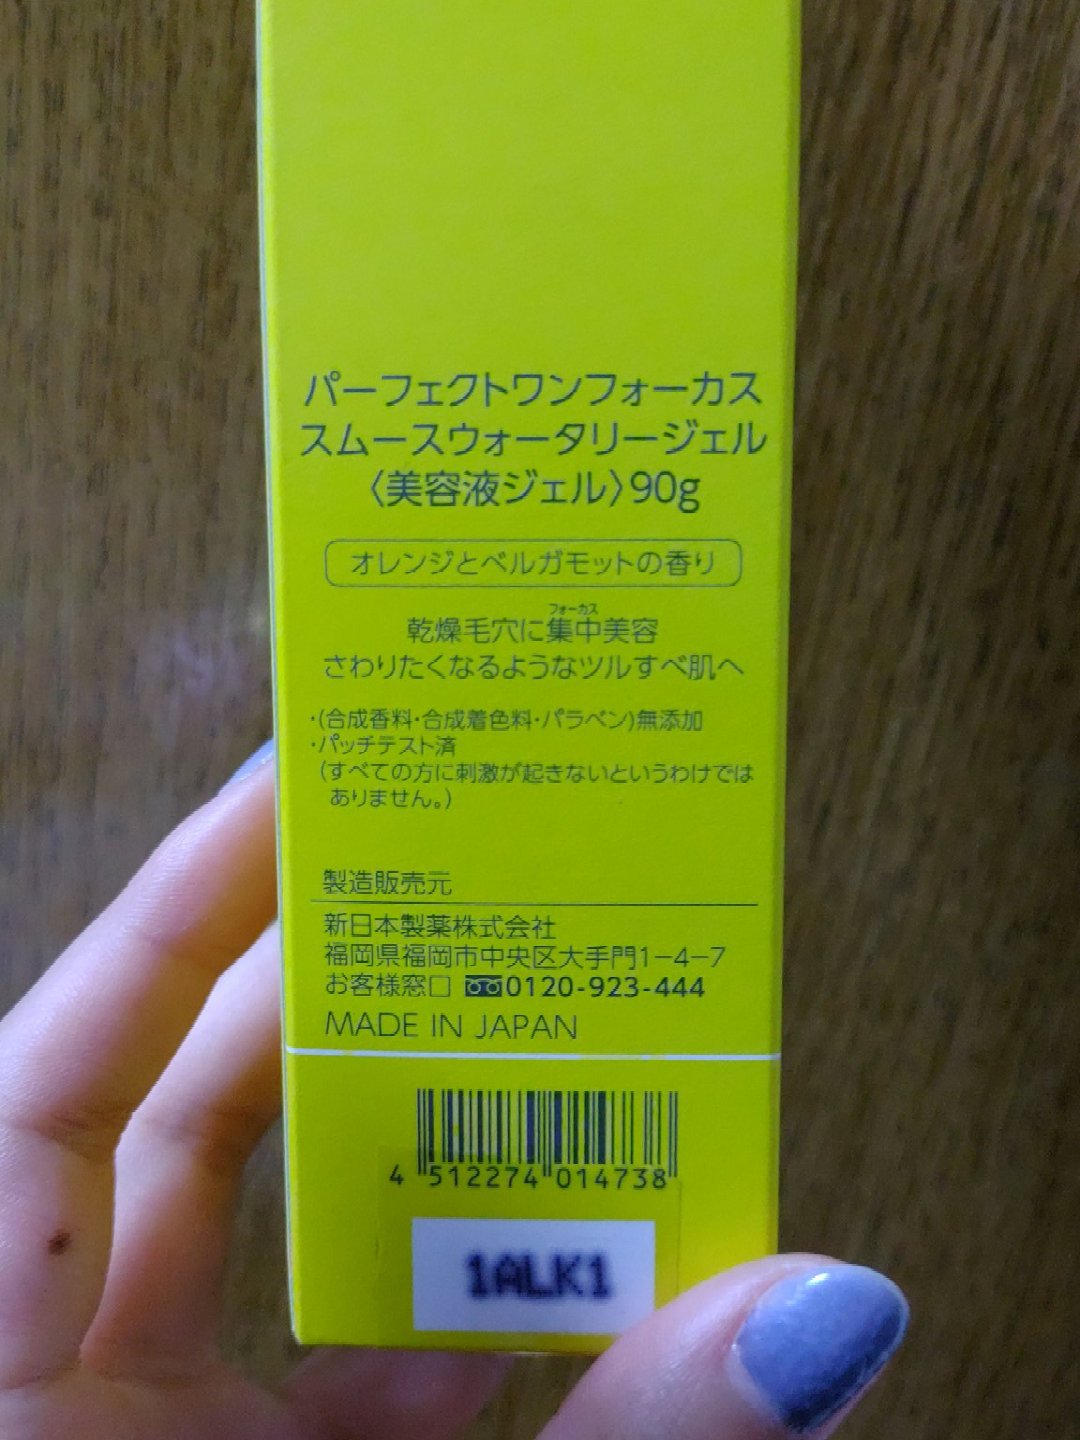 パーフェクトワンフォーカス
スムースウォータリージェル
〈美容液ジェル〉90g
オレンジとベルガモットの香り
フォーカス
乾燥毛穴に集中美容
さわりたくなるようなツルすべ肌へ
・(合成香料・合成着色料・パラベン)無添加
・パッチテスト済
(すべての方に刺激が起きないというわけでは
ありません。)
製造販売元
新日本製薬株式会社
福岡県福岡市中央区大手門1-4-7
お客様窓口 0120-923-444
MADE IN JAPAN
4 512274 014738
1ALK1